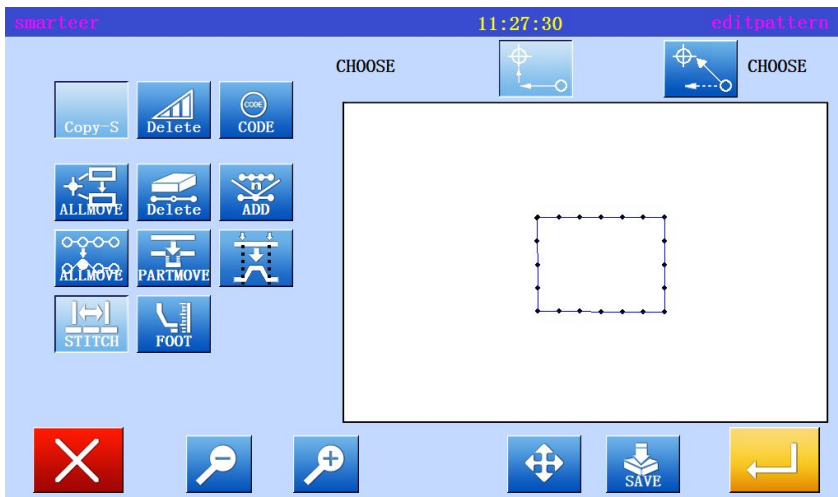 smarteer 11:27:30 editpattern
CHOOSE CHOOSE
Copy-S Delete CODE CODE
ALLMOVE Delete n ADD
ALLMOVE PARTMOVE
STITCH FOOT
SAVE